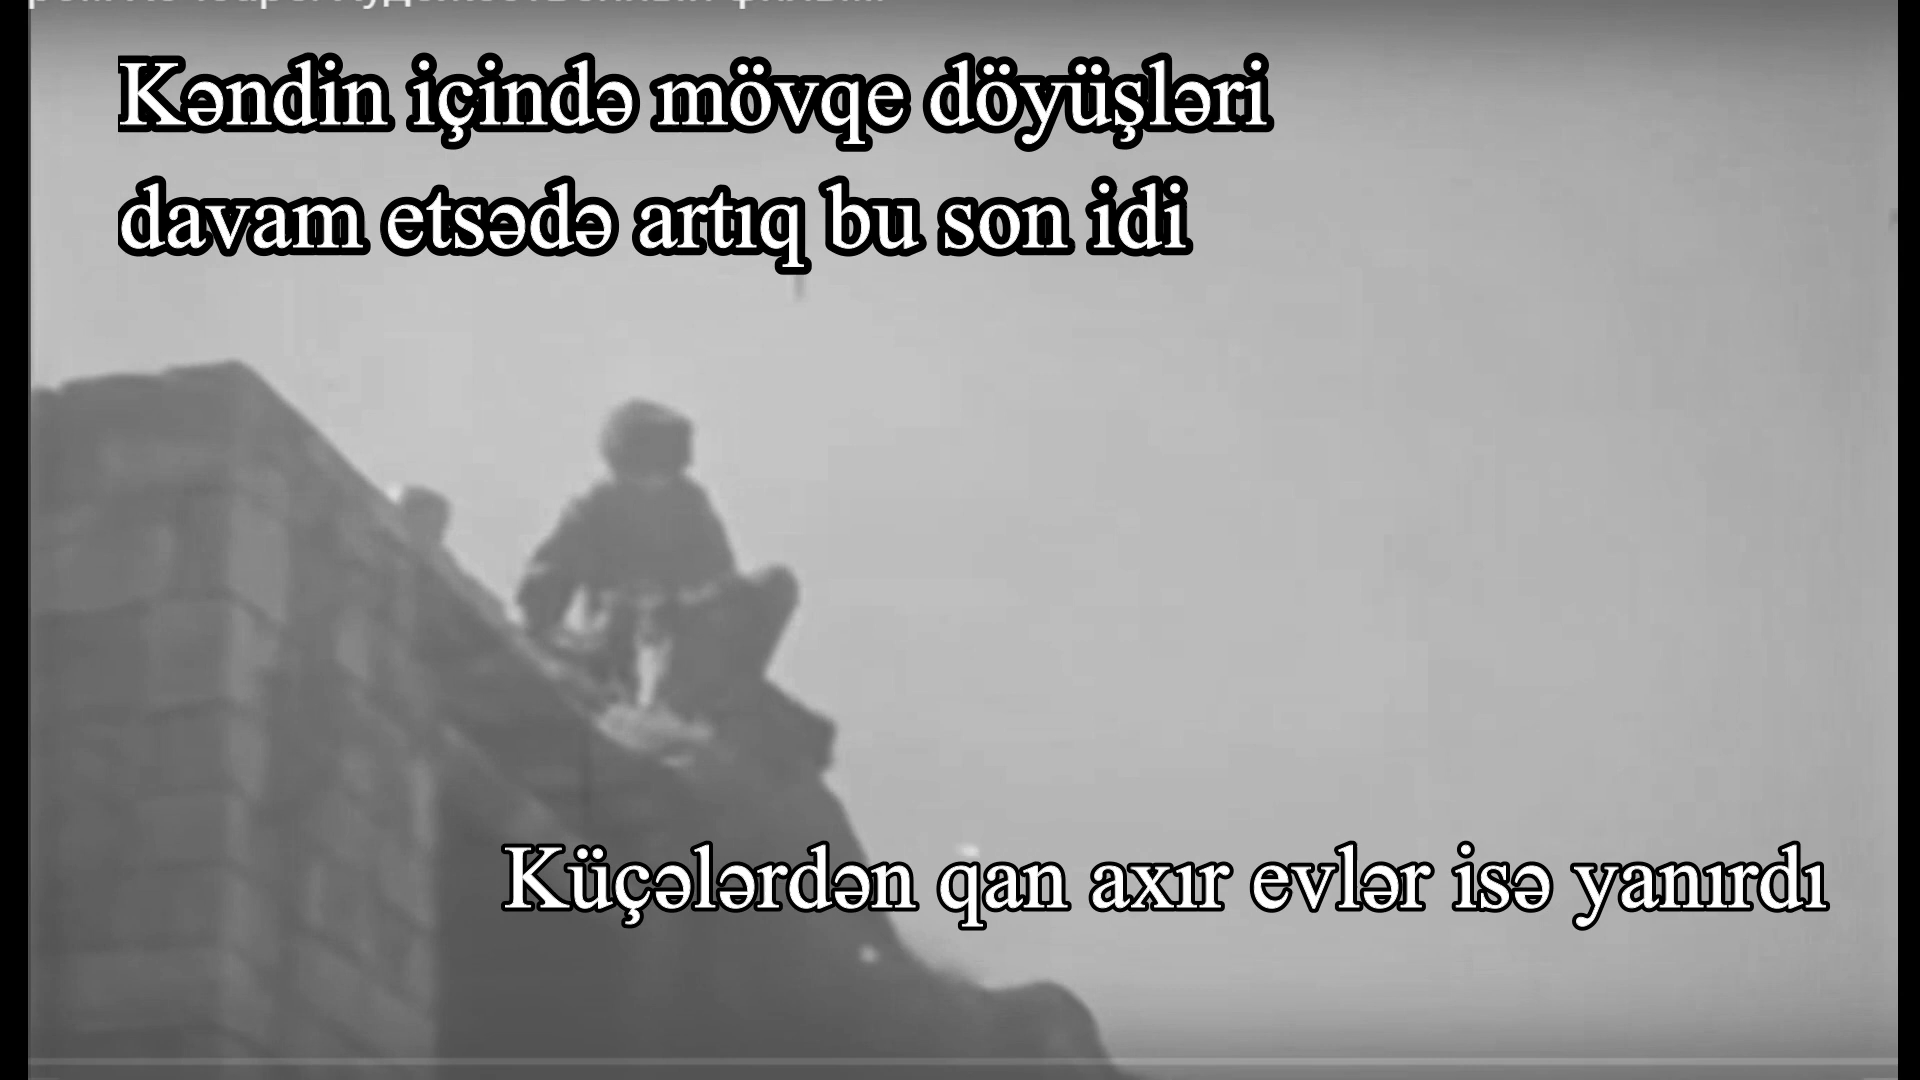 Kəndin içində mövqe döyüşləri
davam etsədə artıq bu son idi
Küçələrdən qan axır evlər isə yanırdı